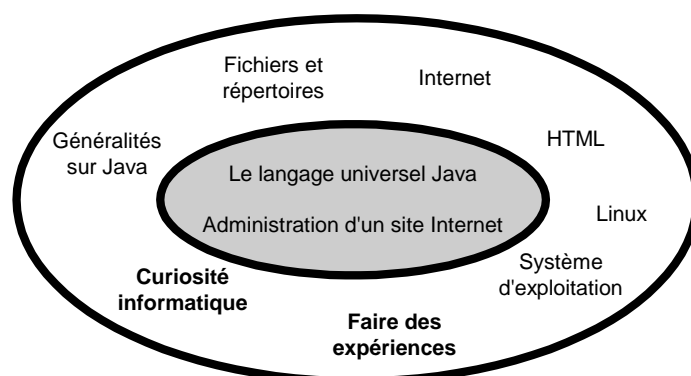 Fichiers et
répertoires
Internet
Généralités
sur Java
HTML
Le langage universel Java
Linux
Administration d'un site Internet
Système
d'exploitation
Curiosité
informatique
Faire des
expériences